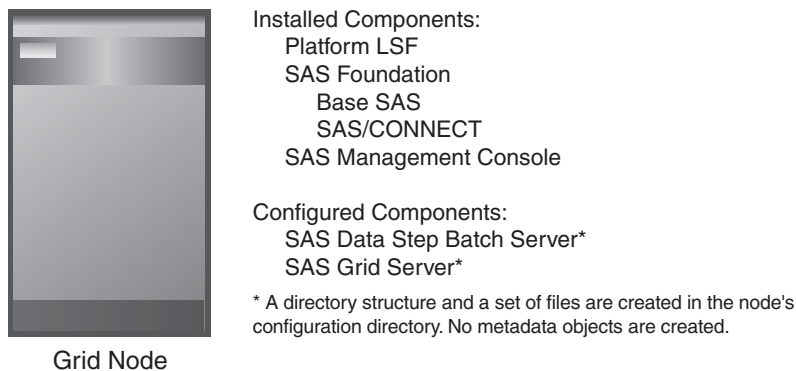 Installed Components:
Platform LSF
SAS Foundation
Base SAS
SAS/CONNECT
SAS Management Console
Configured Components:
SAS Data Step Batch Server*
SAS Grid Server*
* A directory structure and a set of files are created in the node's
configuration directory. No metadata objects are created.
Grid Node